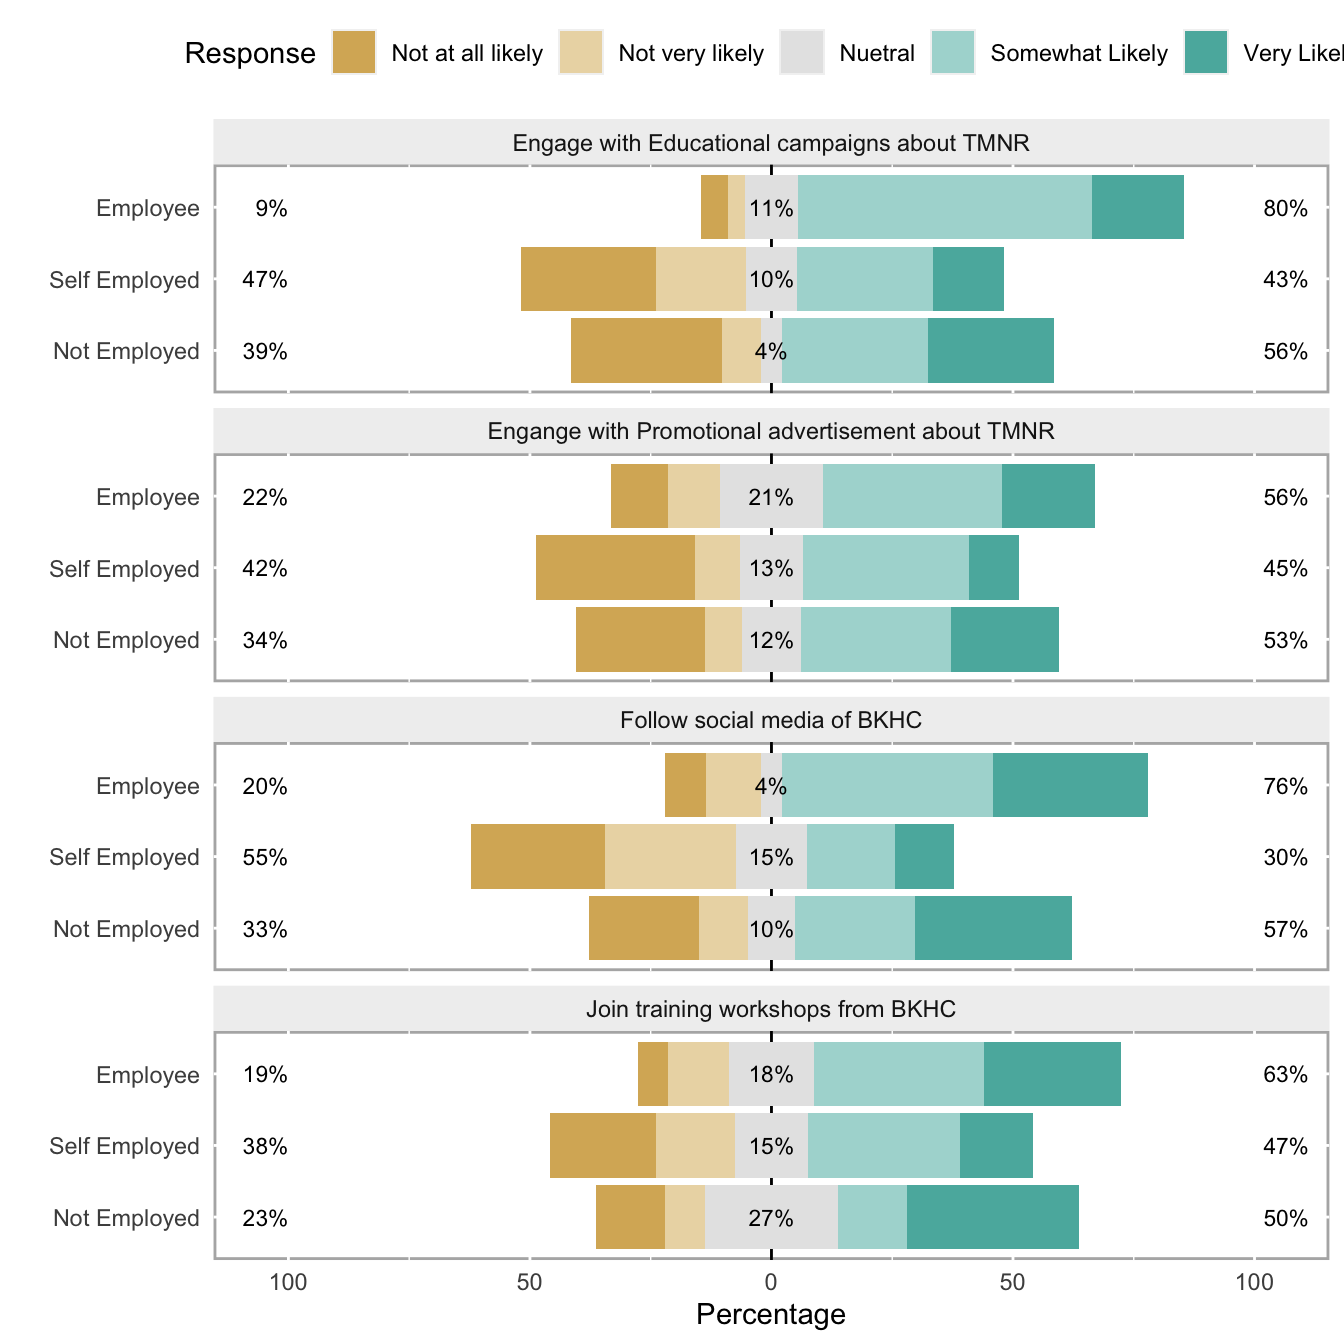 Response Not at all likely Not very likely Nuetral Somewhat Likely
Engage with Educational campaigns about TMNR
Employee 9% 11% 80%
Self Employed 47% 10% 43%
Not Employed 39% 4% 56%
Engange with Promotional advertisement about TMNR
Employee 22% 21% 56%
Self Employed 42% 13% 45%
Not Employed 34% 12% 53%
Follow social media of BKHC
Employee 20% 4% 76%
Self Employed 55% 15% 30%
Not Employed 33% 10% 57%
Join training workshops from BKHC
Employee 19% 18% 63%
Self Employed 38% 15% 47%
Not Employed 23% 27% 50%
100 50 0 50 100
Percentage